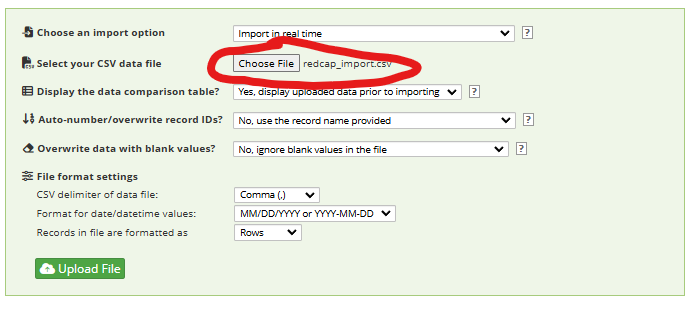 Choose an import option Import in real time ?
Select your CSV data file Choose File redcap_import.csv
Display the data comparison table? Yes, display uploaded data prior to importing ?
Auto-number/overwrite record IDs? No, use the record name provided ?
Overwrite data with blank values? No, ignore blank values in the file ?
File format settings
CSV delimiter of data file: Comma (,)
Format for date/datetime values: MM/DD/YYYY or YYYY-MM-DD
Records in file are formatted as Rows
Upload File